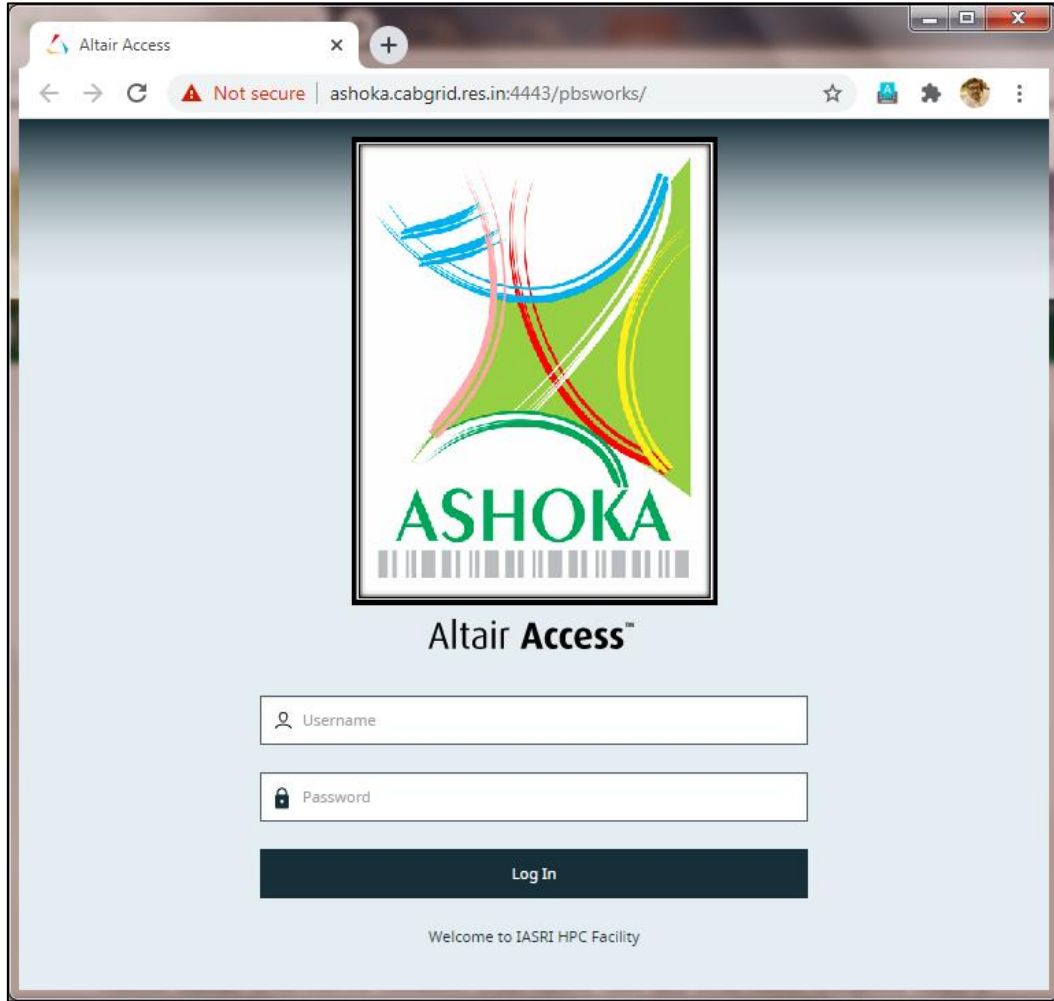 Altair Access
Not secure ashoka.cabgrid.res.in:4443/pbsworks/
ASHOKA
Altair Access™
Username
Password
Log In
Welcome to IASRI HPC Facility